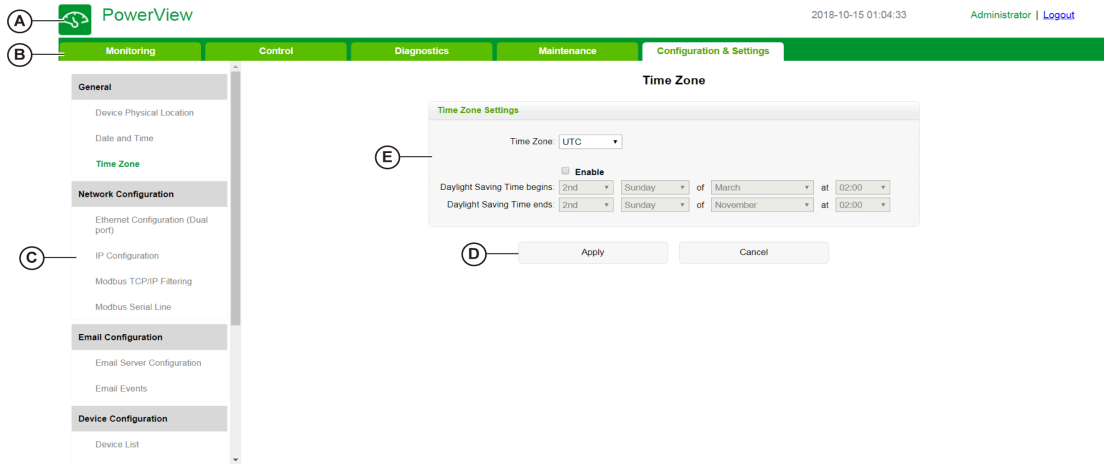 A
PowerView
2018-10-15 01:04:33
Administrator | Logout
B
Monitoring
Control
Diagnostics
Maintenance
Configuration & Settings
General
Device Physical Location
Date and Time
Time Zone
Network Configuration
Ethernet Configuration (Dual
port)
C
IP Configuration
Modbus TCP/IP Filtering
Modbus Serial Line
Email Configuration
Email Server Configuration
Email Events
Device Configuration
Device List
Time Zone
Time Zone Settings
Time Zone: UTC
E
Enable
Daylight Saving Time begins: 2nd Sunday of March at 02:00
Daylight Saving Time ends: 2nd Sunday of November at 02:00
D
Apply
Cancel